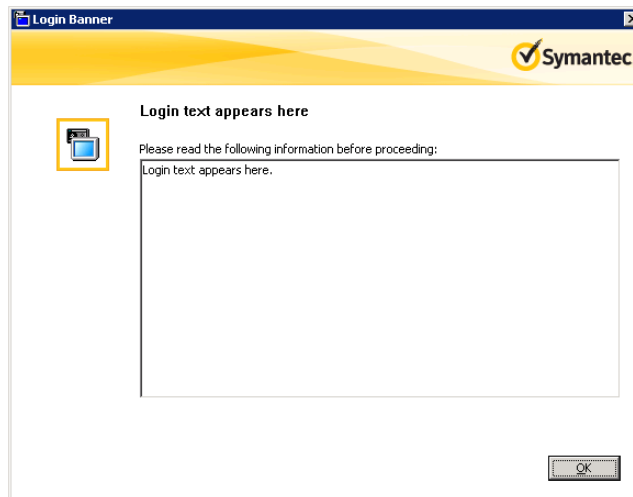 Login Banner
Symantec
Login text appears here
Please read the following information before proceeding:
Login text appears here.
OK